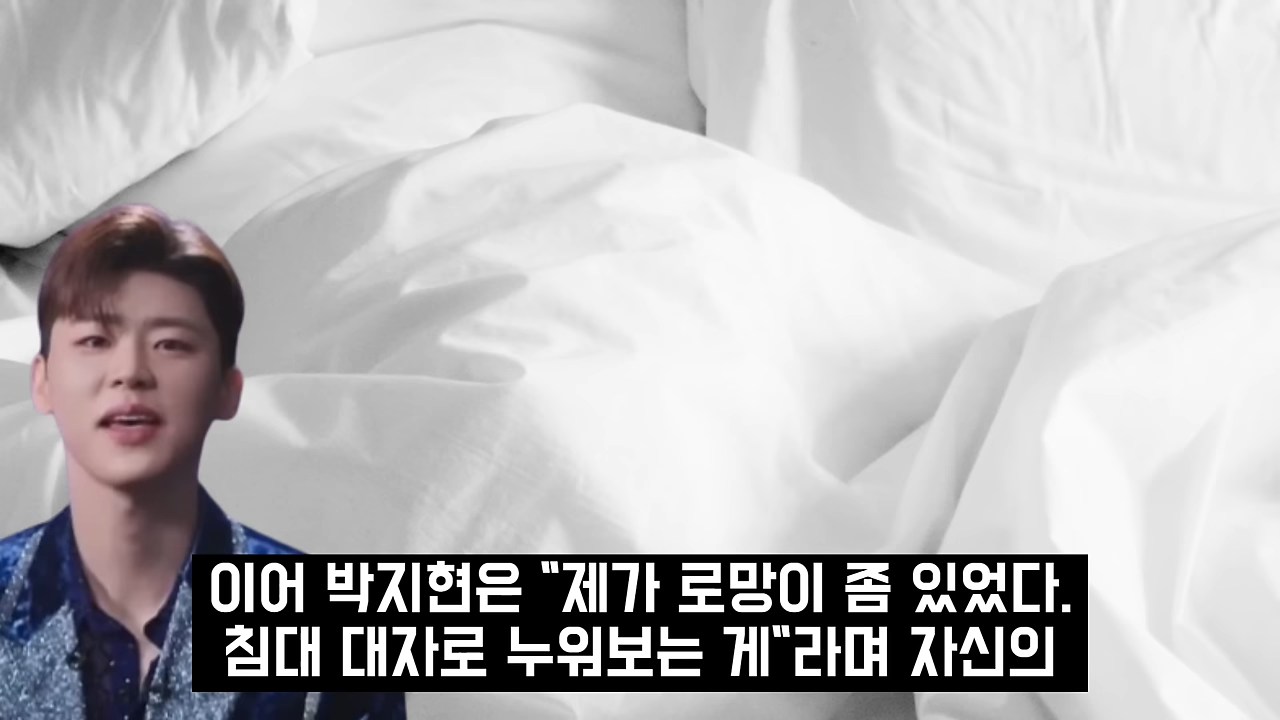 이어 박지현은 "제가 로망이 좀 있었다.
침대 대자로 누워보는 게"라며 자신의